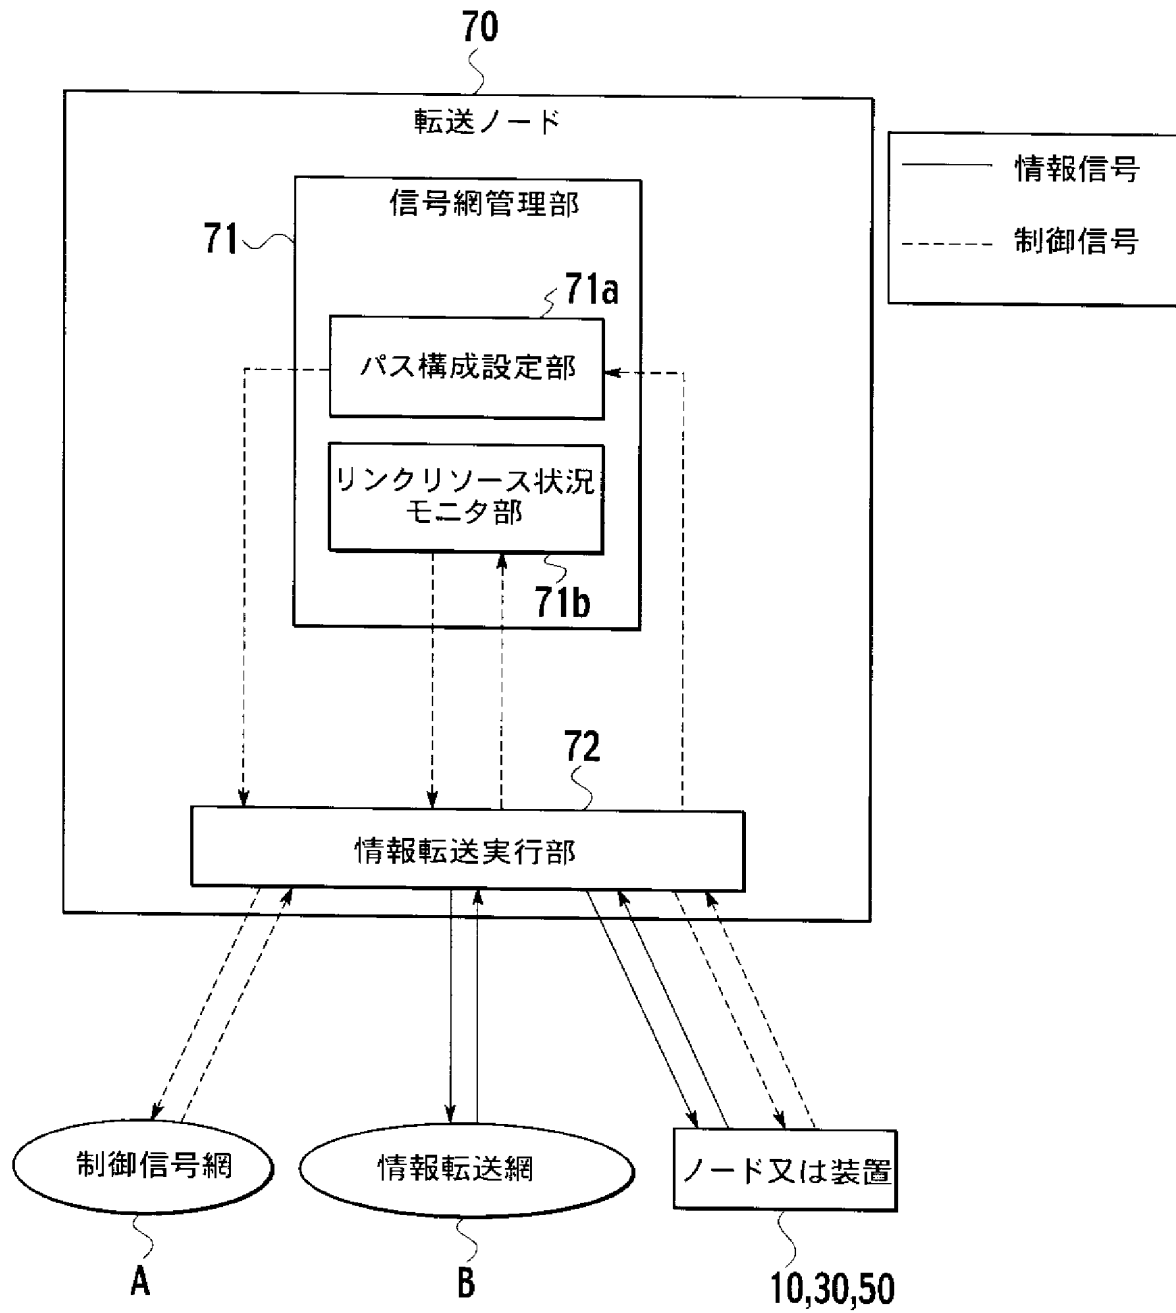 70
転送ノード
情報信号
制御信号
信号網管理部
71
71a
パス構成設定部
リンクリソース状況
モニタ部
71b
72
情報転送実行部
制御信号網
情報転送網
ノード又は装置
A
B
10,30,50